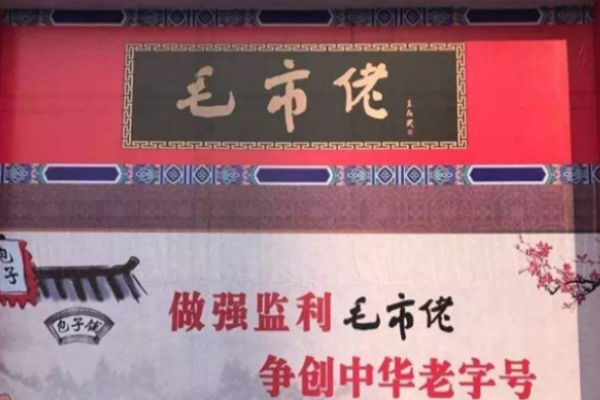 毛市佬
包子
包子铺
做强监利毛市佬
争创中华老字号